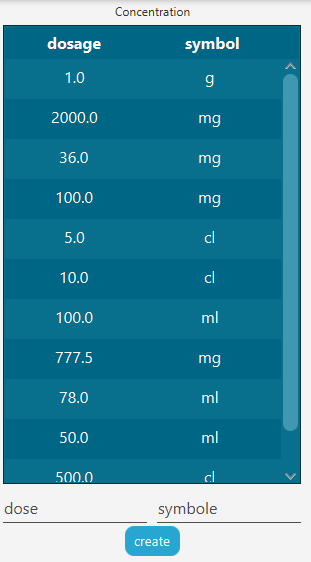 Concentration
dosage symbol
1.0 g
2000.0 mg
36.0 mg
100.0 mg
5.0 cl
10.0 cl
100.0 ml
777.5 mg
78.0 ml
50.0 ml
500.0 cl
dose symbole
create